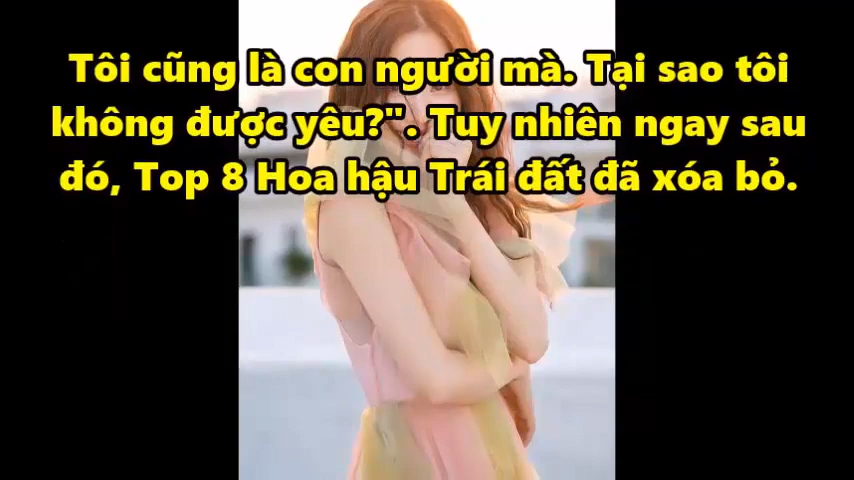 Tôi cũng là con người mà. Tại sao tôi
không được yêu?". Tuy nhiên ngay sau
đó, Top 8 Hoa hậu Trái đất đã xóa bỏ.